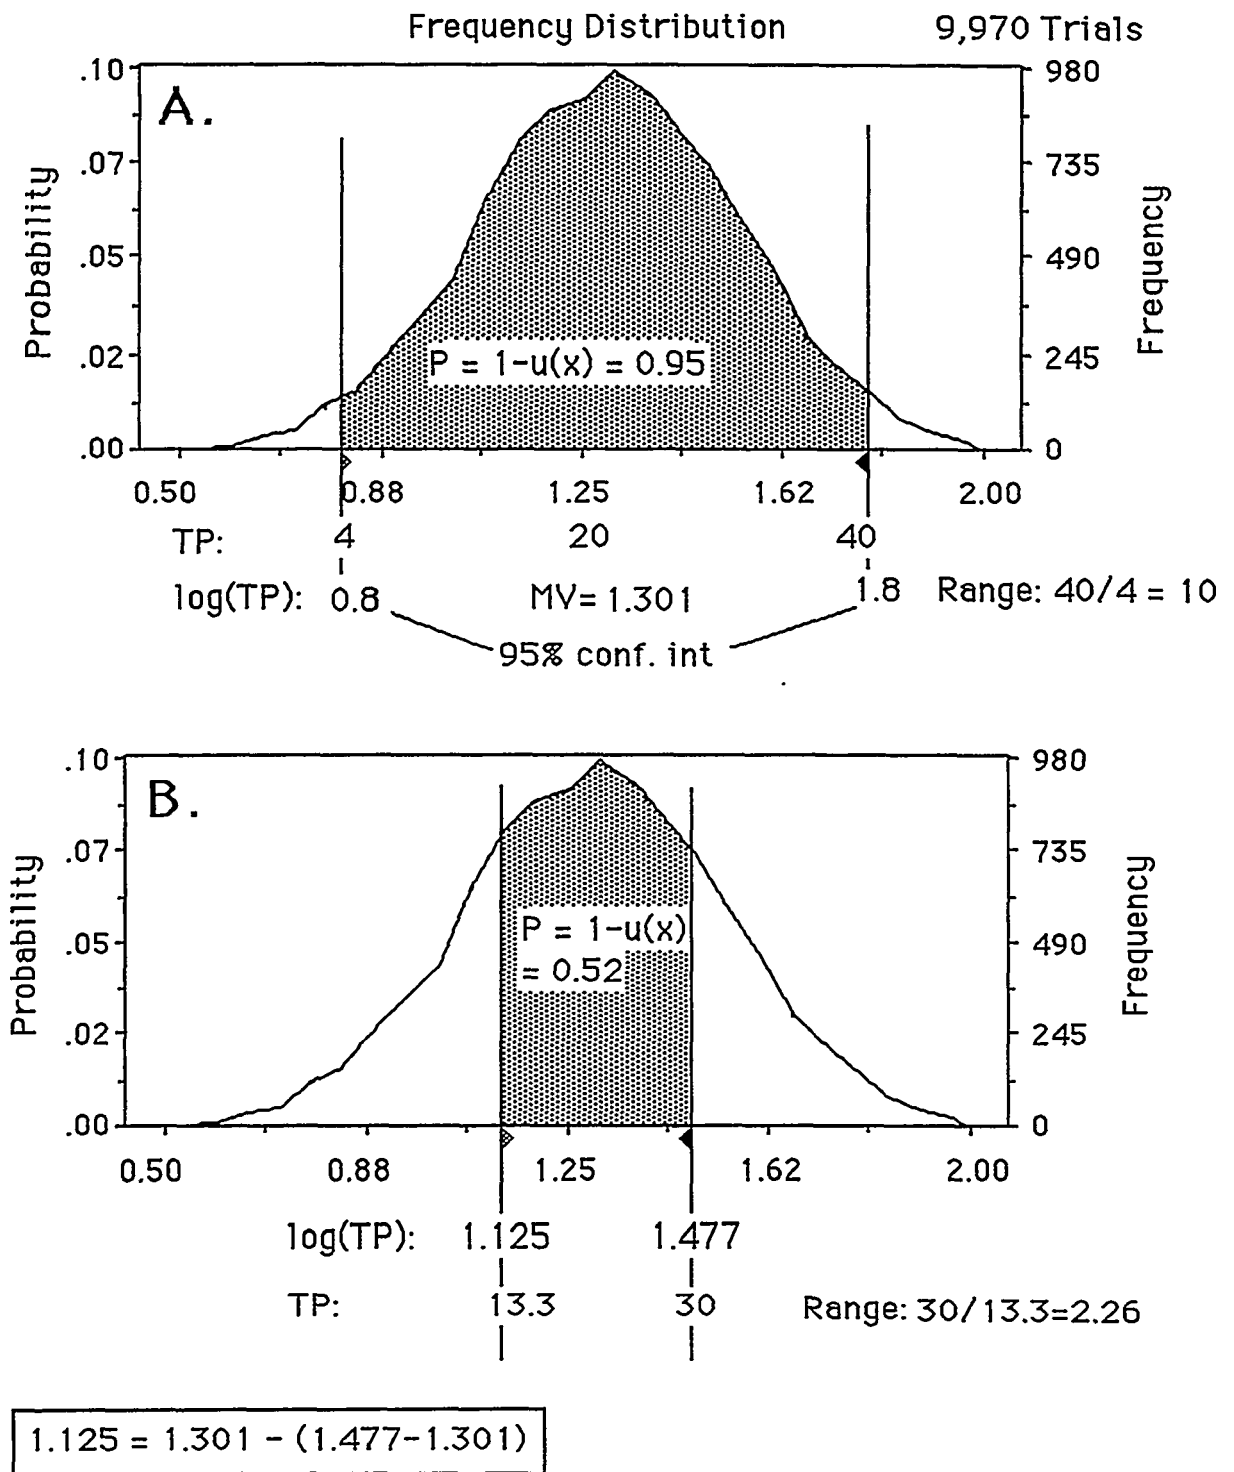 Frequency Distribution 9,970 Trials
A.
Probability
.10
.07
.05
.02
.00
980
735
490
245
0
Frequency
P = 1-u(x) = 0.95
0.50 0.88 1.25 1.62 2.00
TP: 4 20 40
log(TP): 0.8 MV= 1.301 1.8 Range: 40/4 = 10
95% conf. int
B.
Probability
.10
.07
.05
.02
.00
980
735
490
245
0
Frequency
P = 1-u(x)
= 0.52
0.50 0.88 1.25 1.62 2.00
log(TP): 1.125 1.477
TP: 13.3 30 Range: 30/13.3=2.26
1.125 = 1.301 - (1.477-1.301)